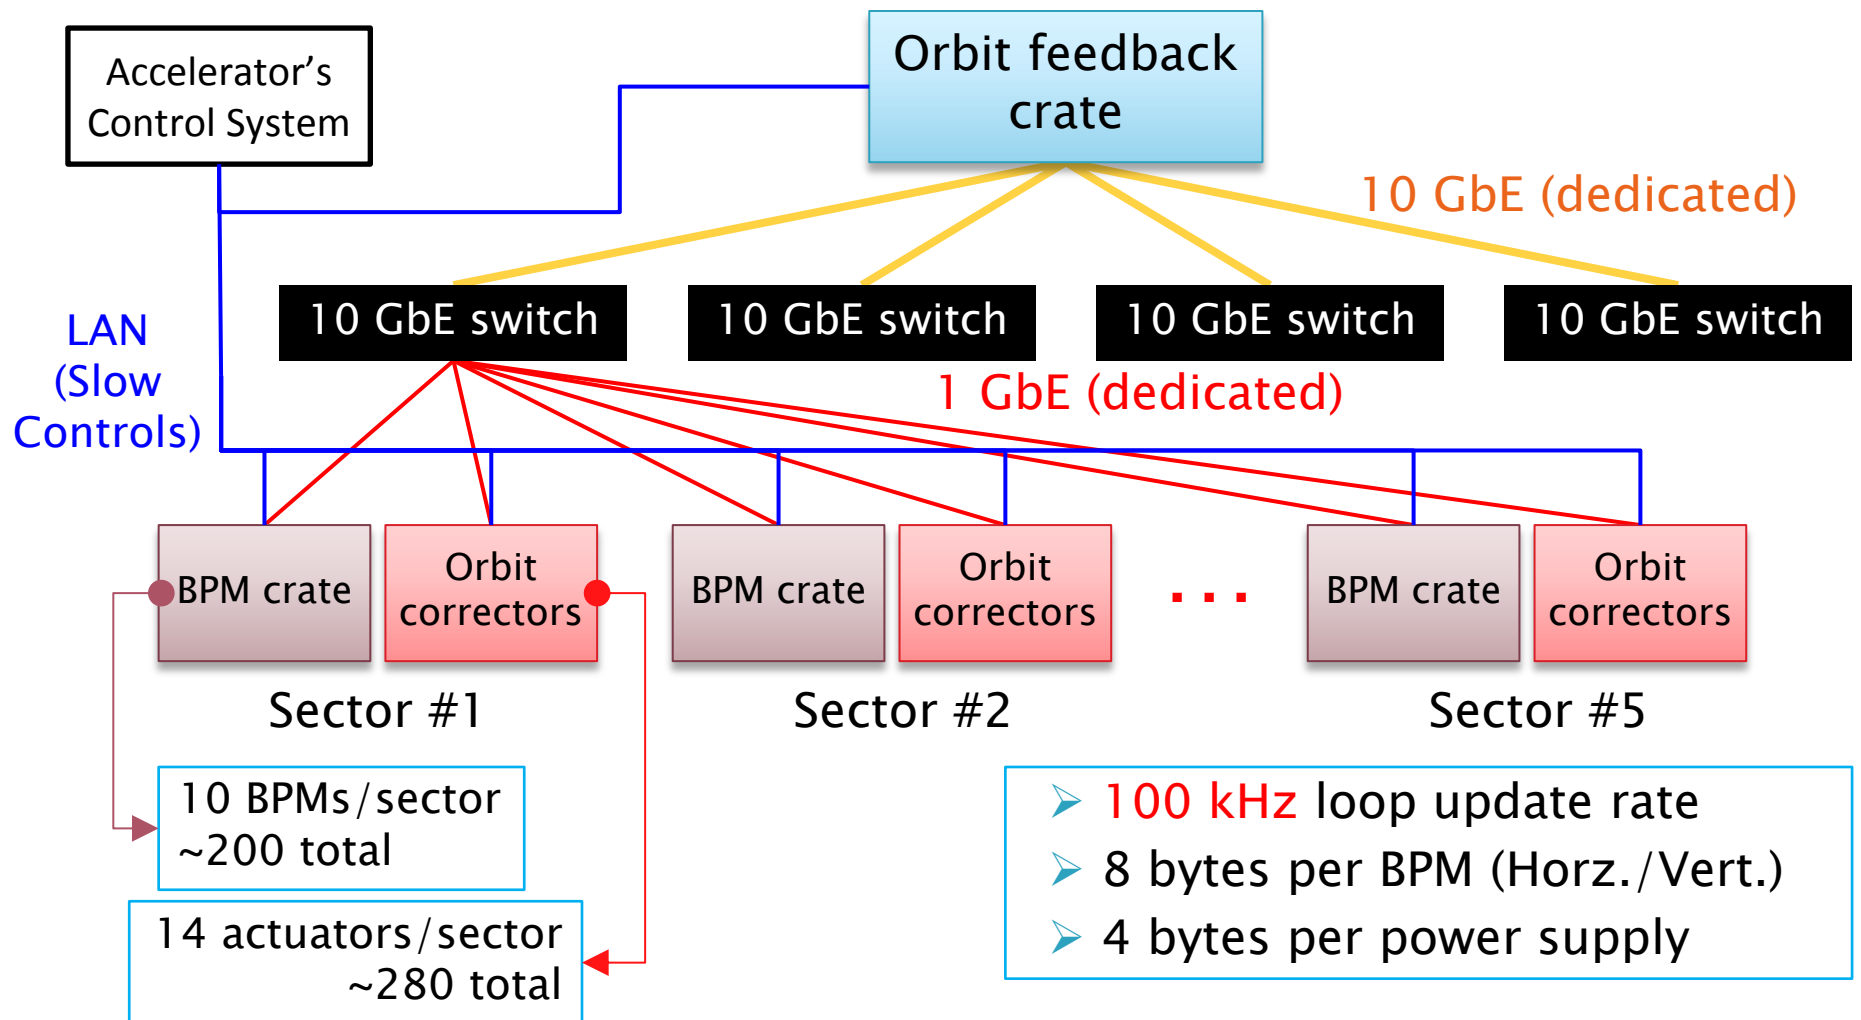 Accelerator’s
Control System
Orbit feedback
crate
10 GbE (dedicated)
10 GbE switch
10 GbE switch
10 GbE switch
10 GbE switch
LAN
(Slow
Controls)
1 GbE (dedicated)
BPM crate
Orbit
correctors
BPM crate
Orbit
correctors
...
BPM crate
Orbit
correctors
Sector #1
Sector #2
Sector #5
10 BPMs/sector
~200 total
14 actuators/sector
~280 total
➢ 100 kHz loop update rate
➢ 8 bytes per BPM (Horz./Vert.)
➢ 4 bytes per power supply